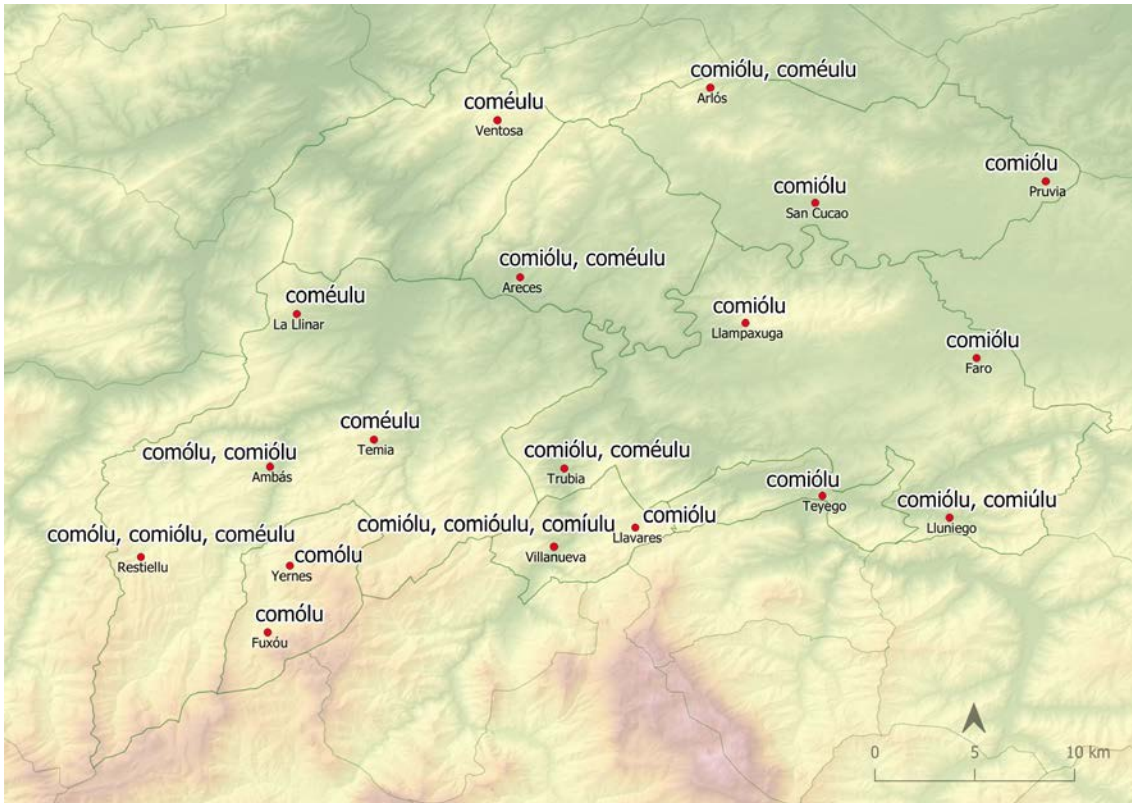 comiólu, coméulu
Arlós
coméulu
Ventosa
comiólu
Pruvia
comiólu
San Cucao
comiólu, coméulu
Areces
coméulu
La Llinar
comiólu
Llampaxuga
comiólu
Faro
coméulu
Temia
comólu, comiólu
Ambás
comiólu, coméulu
Trubia
comiólu
Teyego
comiólu, comiúlu
Lluniego
comiólu, comióulu, comíulu
Villanueva
comiólu
Llavares
comólu, comiólu, coméulu
Restiellu
comólu
Yernes
comólu
Fuxóu
0 5 10 km